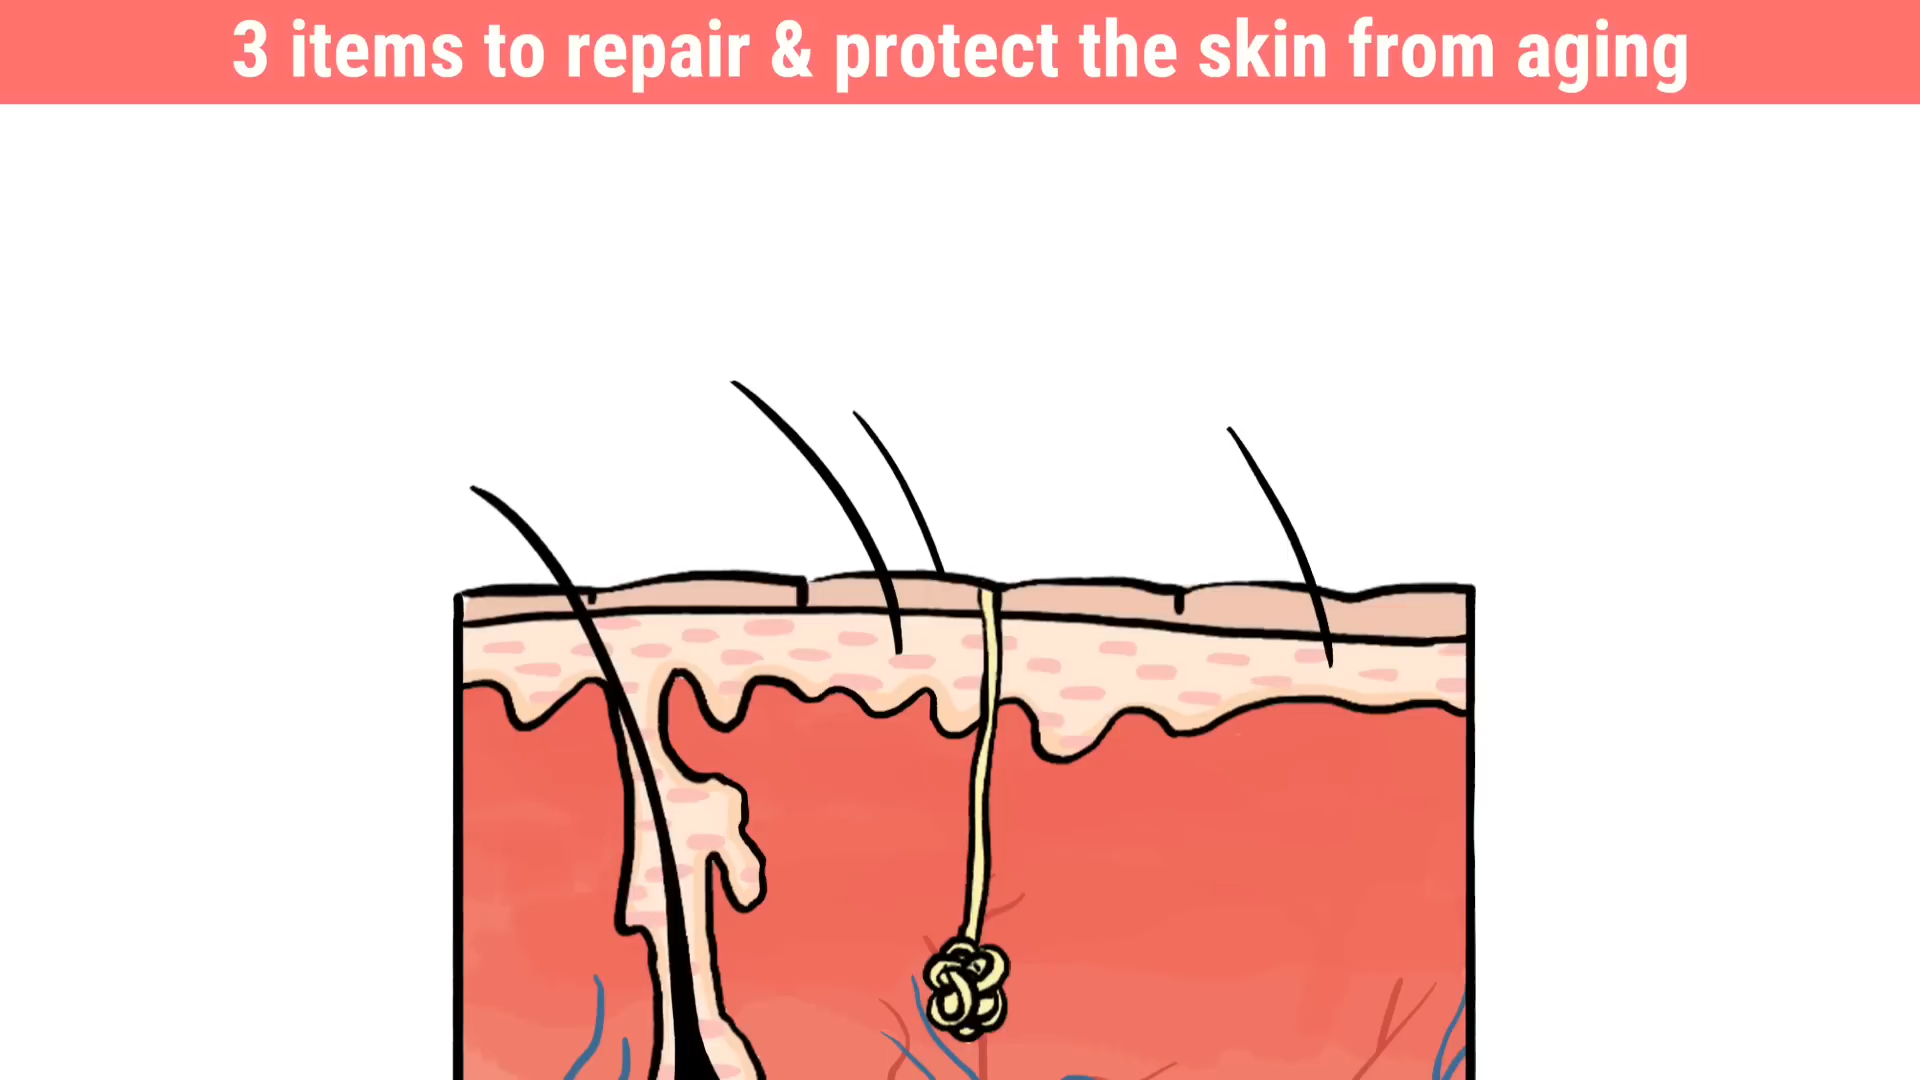 3 items to repair & protect the skin from aging